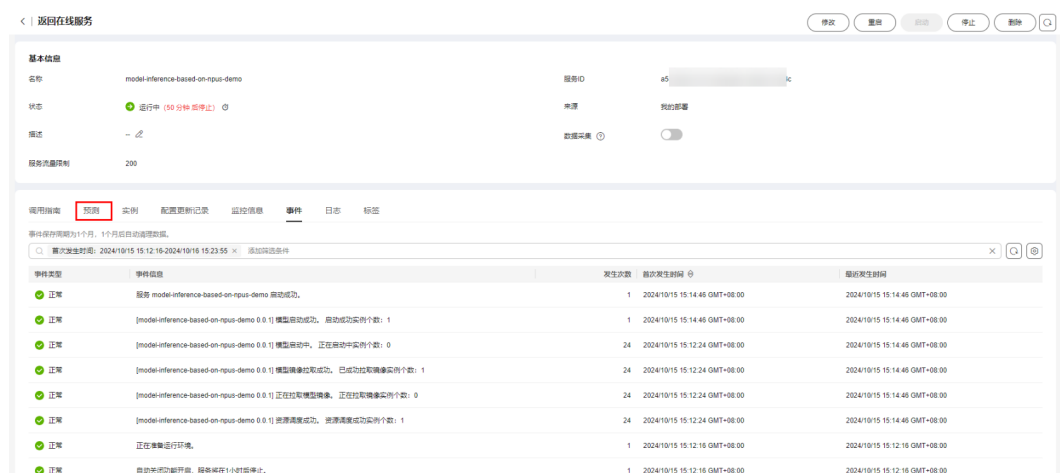 返回在线服务 修改 重启 启动 停止 删除
基本信息
名称 model-inference-based-on-npus-demo 服务ID a5 ic
状态 运行中（50 分钟 后停止） 来源 我的部署
描述 -- 数据采集
服务流量限制 200
调用指南 预测 实例 配置更新记录 监控信息 事件 日志 标签
事件保存周期为1个月，1个月后自动清理数据。
首次发生时间：2024/10/15 15:12:16-2024/10/16 15:23:55 × 添加筛选条件
事件类型 事件信息 发生次数 首次发生时间 最近发生时间
正常 服务 model-inference-based-on-npus-demo 启动成功。 1 2024/10/15 15:14:46 GMT+08:00 2024/10/15 15:14:46 GMT+08:00
正常 [model-inference-based-on-npus-demo 0.0.1] 模型启动成功。 启动成功实例个数：1 1 2024/10/15 15:14:46 GMT+08:00 2024/10/15 15:14:46 GMT+08:00
正常 [model-inference-based-on-npus-demo 0.0.1] 模型启动中。 正在启动中实例个数：0 24 2024/10/15 15:12:24 GMT+08:00 2024/10/15 15:14:46 GMT+08:00
正常 [model-inference-based-on-npus-demo 0.0.1] 模型镜像拉取成功。 已成功拉取镜像实例个数：1 24 2024/10/15 15:12:24 GMT+08:00 2024/10/15 15:14:46 GMT+08:00
正常 [model-inference-based-on-npus-demo 0.0.1] 正在拉取模型镜像。 正在拉取镜像实例个数：0 24 2024/10/15 15:12:24 GMT+08:00 2024/10/15 15:14:46 GMT+08:00
正常 [model-inference-based-on-npus-demo 0.0.1] 资源调度成功。 资源调度成功实例个数：1 24 2024/10/15 15:12:24 GMT+08:00 2024/10/15 15:14:46 GMT+08:00
正常 正在准备运行环境。 1 2024/10/15 15:12:16 GMT+08:00 2024/10/15 15:12:16 GMT+08:00
正常 自动关闭功能开启，服务将在1小时后停止。 1 2024/10/15 15:12:16 GMT+08:00 2024/10/15 15:12:16 GMT+08:00